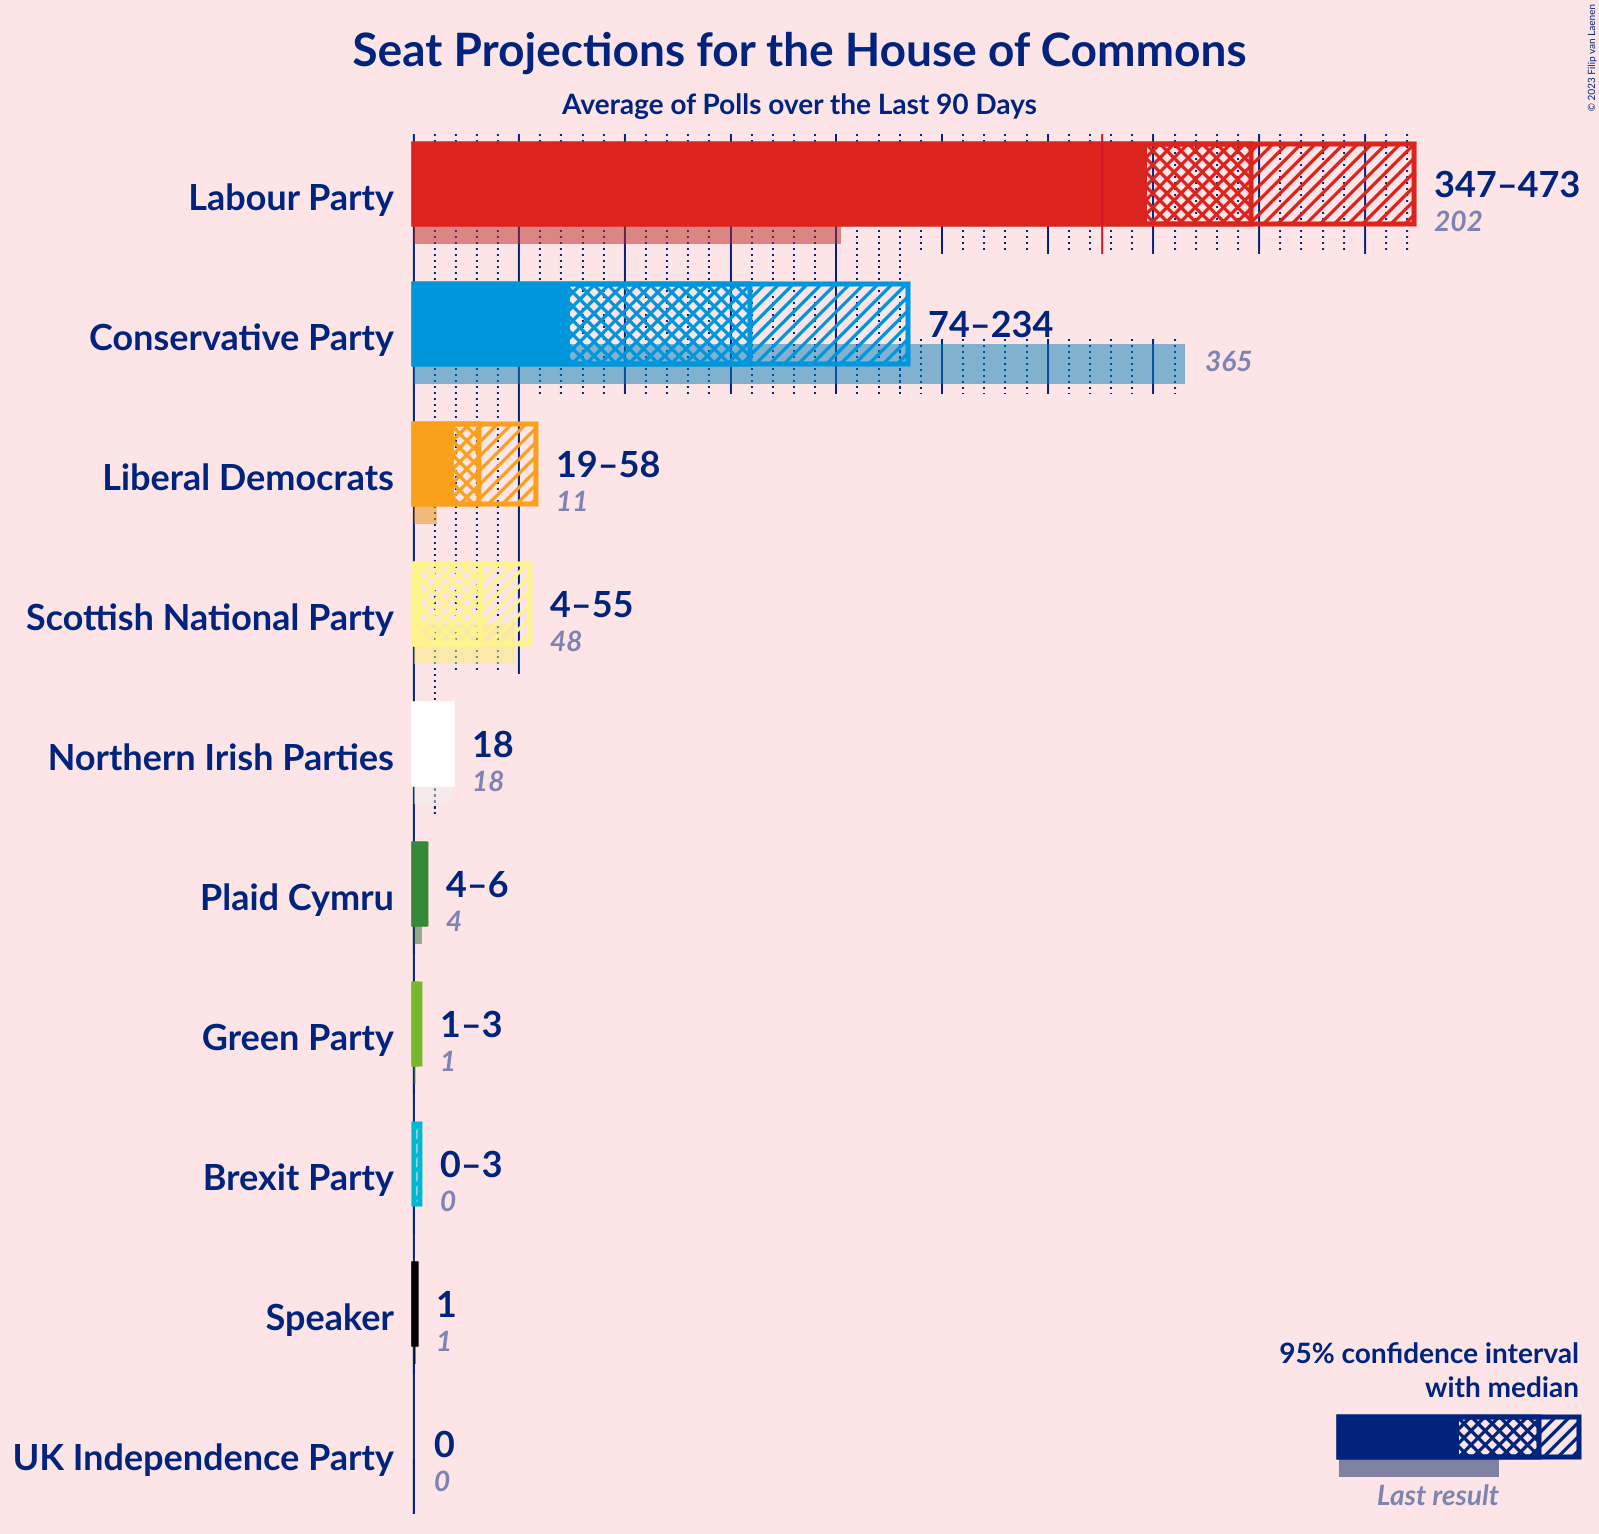 Seat Projections for the House of Commons
Average of Polls over the Last 90 Days
© 2023 Filip van Laenen
Labour Party
347–473
202
Conservative Party
74–234
365
Liberal Democrats
19–58
11
Scottish National Party
4–55
48
Northern Irish Parties
18
18
Plaid Cymru
4–6
4
Green Party
1–3
1
Brexit Party
0–3
0
Speaker
1
1
UK Independence Party
0
0
95% confidence interval
with median
Last result